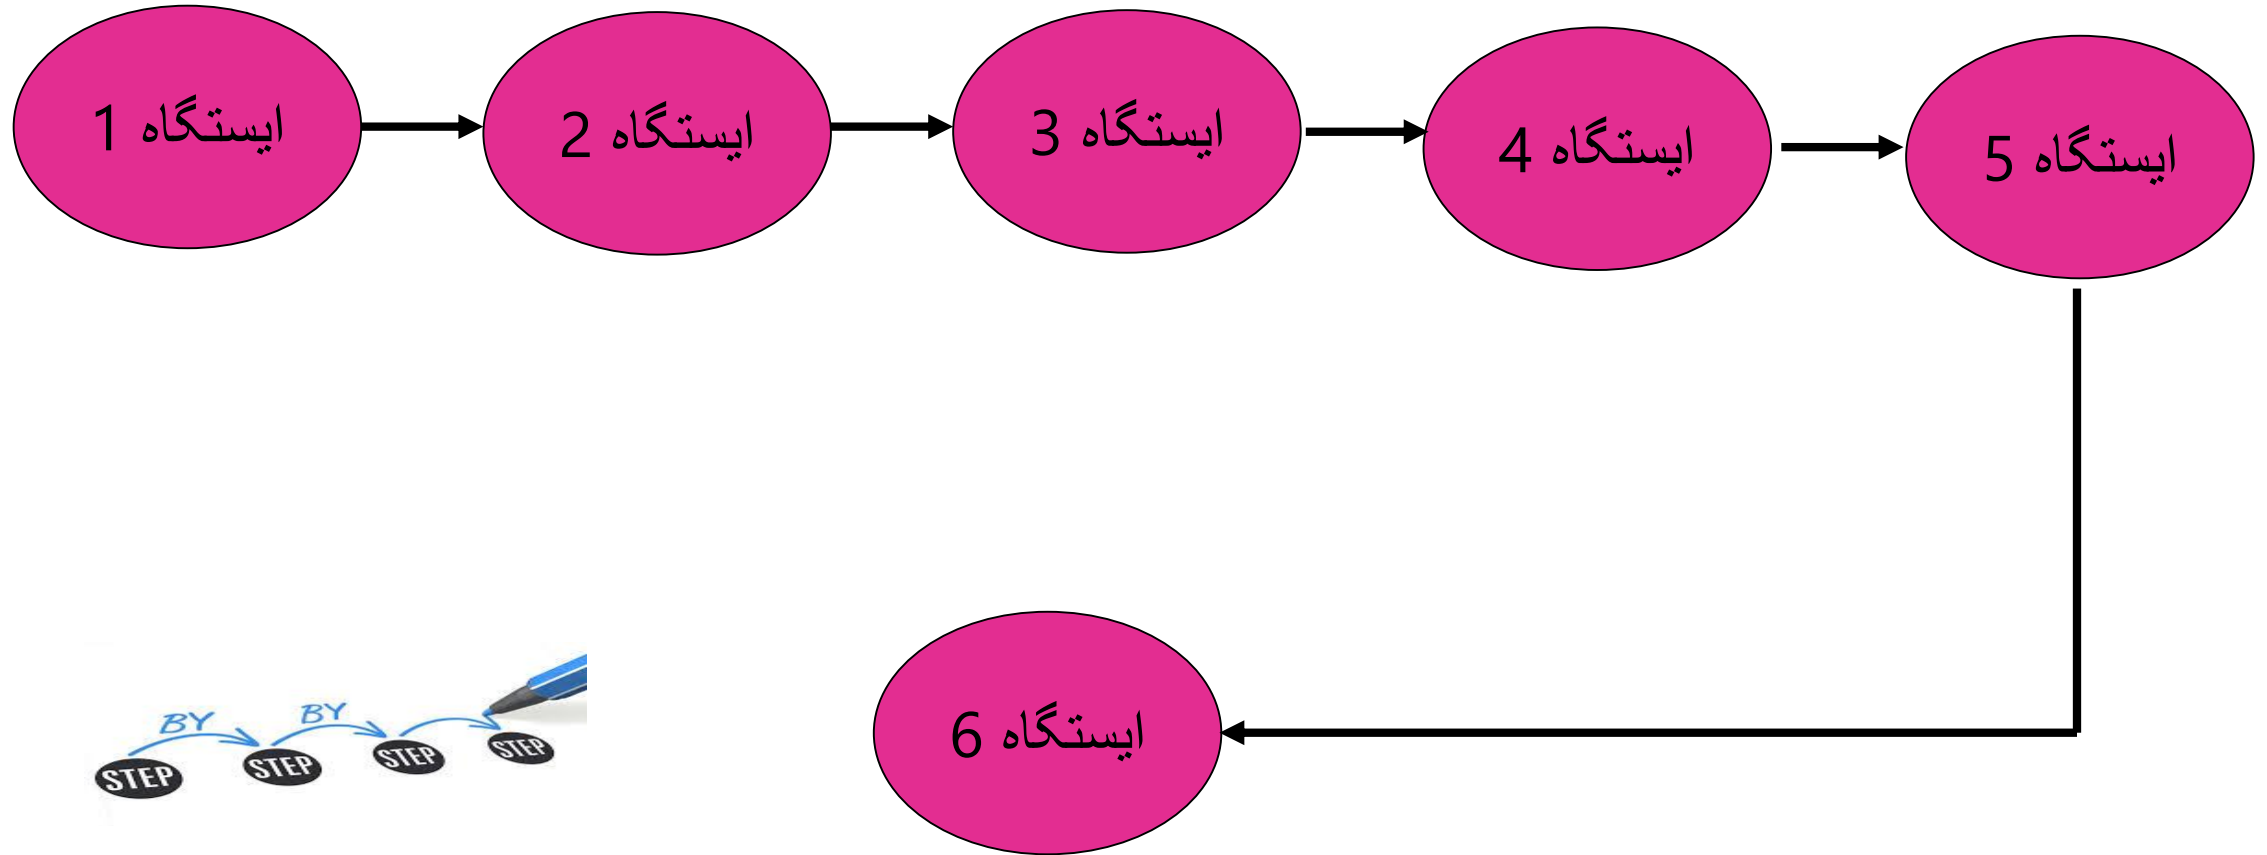 ایستگاه 1
ایستگاه 2
ایستگاه 3
ایستگاه 4
ایستگاه 5
ایستگاه 6
BY
BY
STEP
STEP
STEP
STEP